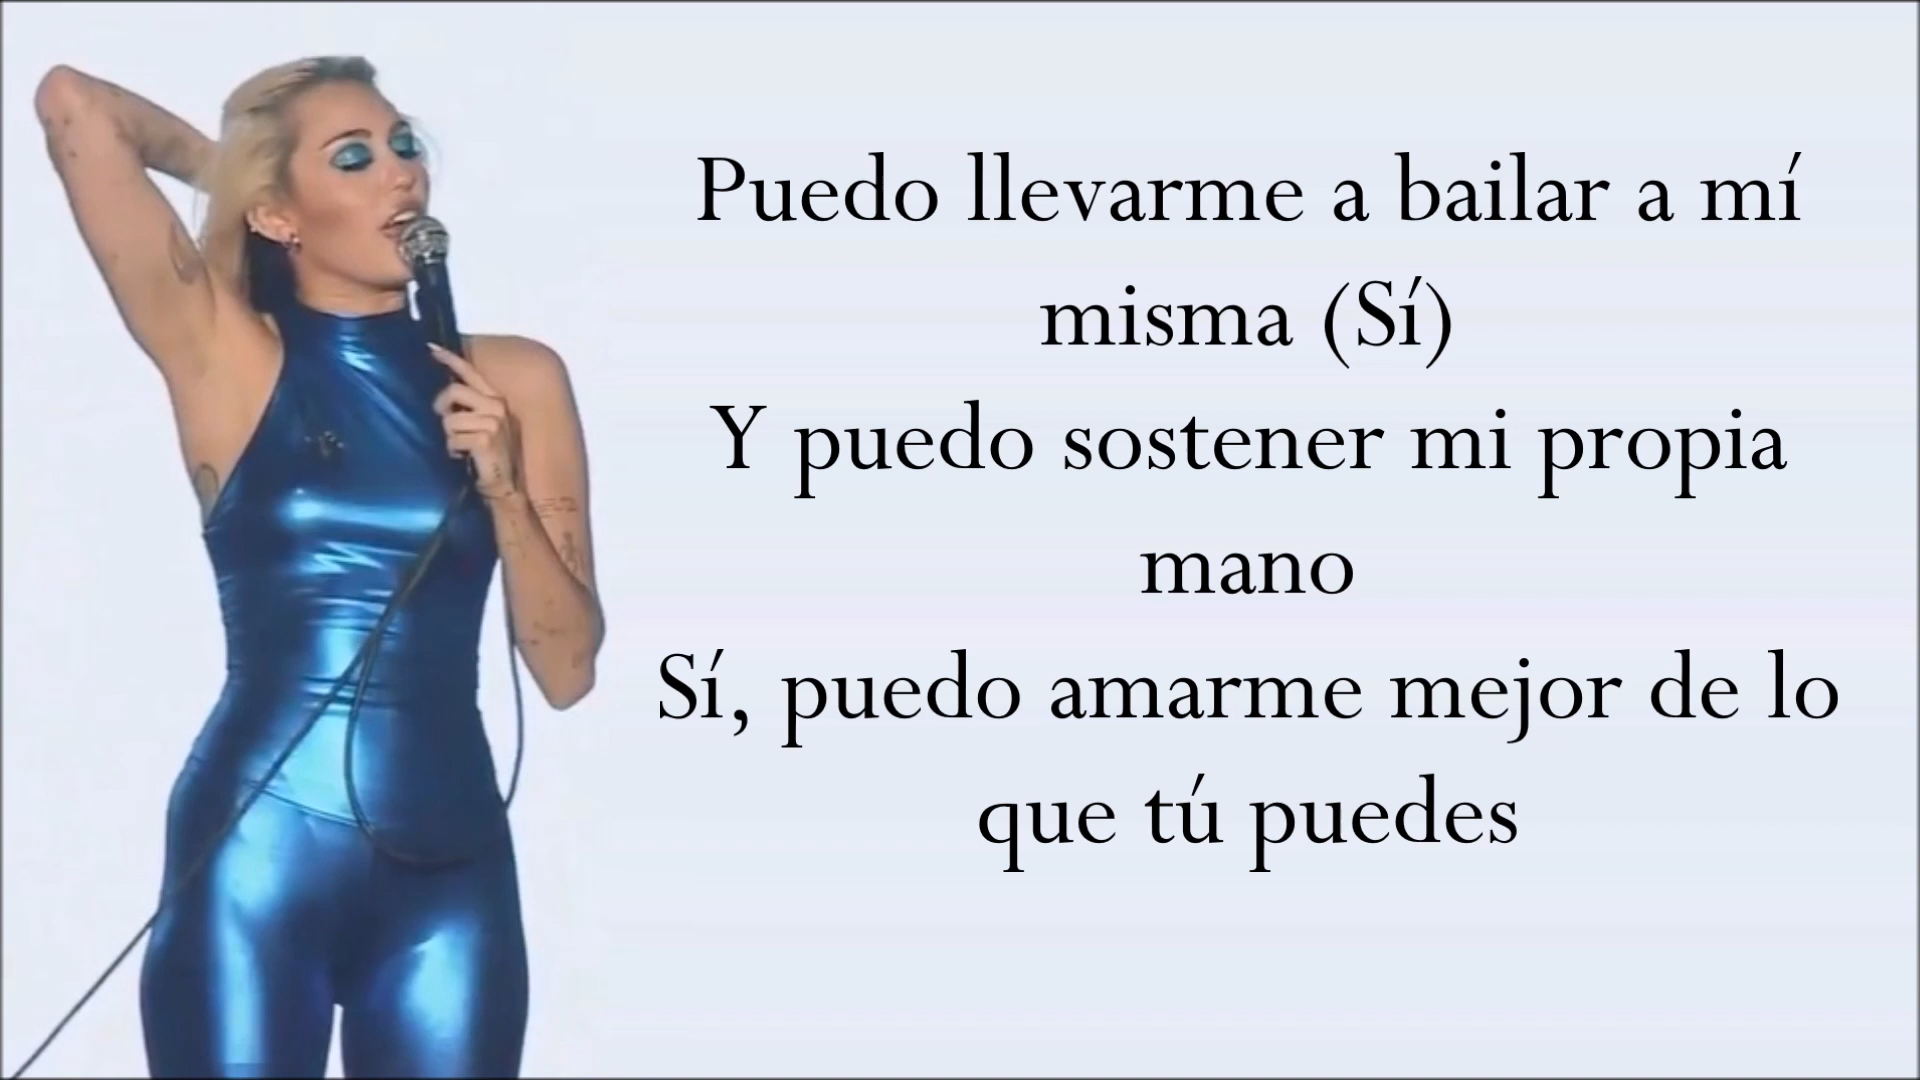 Puedo llevarme a bailar a mí
misma (Sí)
Y puedo sostener mi propia
mano
Sí, puedo amarme mejor de lo
que tú puedes